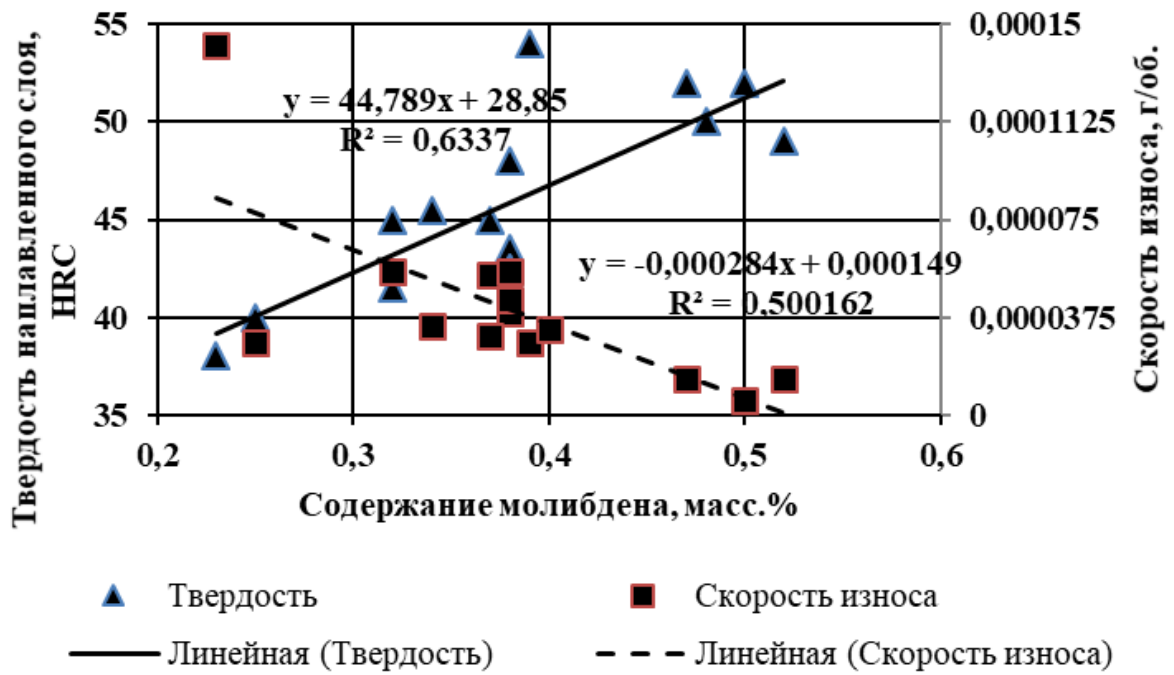 Твердость наплавленного слоя,
HRC
55
50
45
40
35
y = 44,789x + 28,85
R² = 0,6337
y = -0,000284x + 0,000149
R² = 0,500162
0,00015
0,0001125
0,000075
0,0000375
0
Скорость износа, г/об.
0,2 0,3 0,4 0,5 0,6
Содержание молибдена, масс.%
Твердость Скорость износа
Линейная (Твердость) Линейная (Скорость износа)